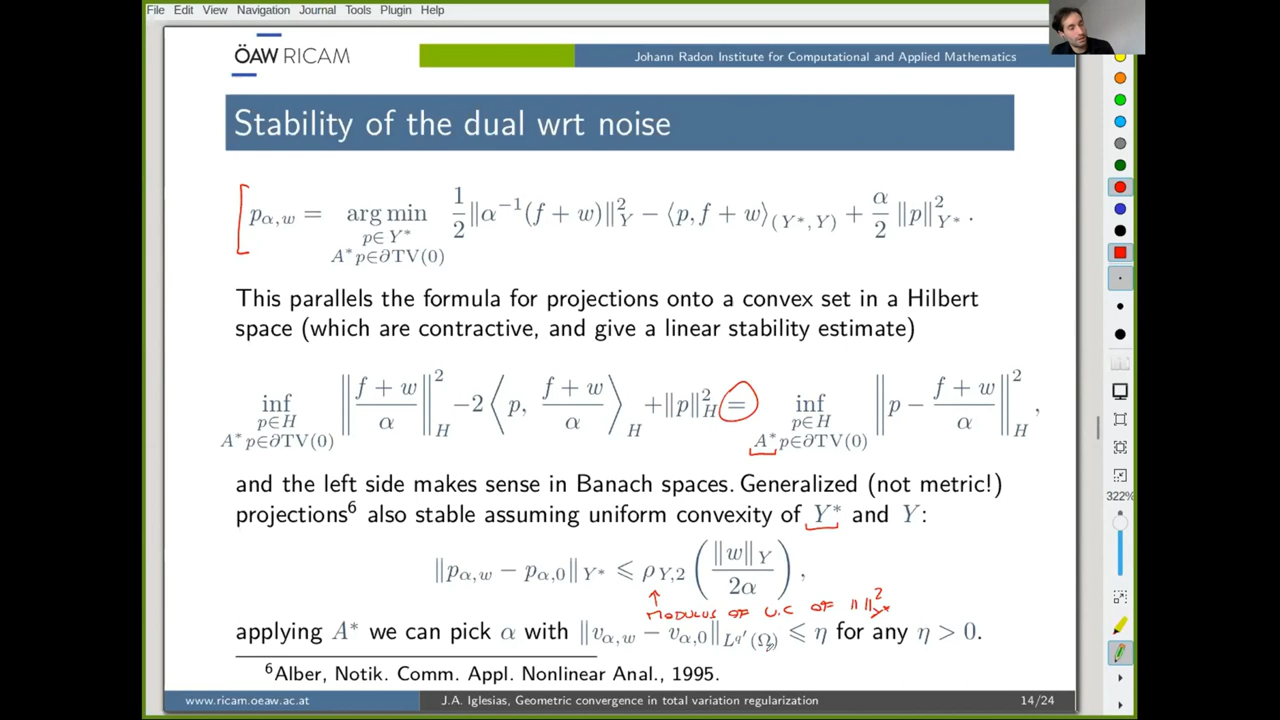 File Edit View Navigation Journal Tools Plugin Help
ÖAW RICAM
Johann Radon Institute for Computational and Applied Mathematics
Stability of the dual wrt noise
p_{α,w} = arg min_{p∈Y* A*p∈∂TV(0)} 1/2 ‖α⁻¹(f + w)‖²_Y − ⟨p, f + w⟩_{(Y*,Y)} + α/2 ‖p‖²_{Y*}.
This parallels the formula for projections onto a convex set in a Hilbert
space (which are contractive, and give a linear stability estimate)
inf_{p∈H A*p∈∂TV(0)} ‖(f + w)/α‖²_H −2⟨p, (f + w)/α⟩_H +‖p‖²_H = inf_{p∈H A*p∈∂TV(0)} ‖p − (f + w)/α‖²_H,
and the left side makes sense in Banach spaces. Generalized (not metric!)
projections⁶ also stable assuming uniform convexity of Y* and Y:
‖p_{α,w} − p_{α,0}‖_{Y*} ⩽ ρ_{Y,2} (‖w‖_Y / 2α),
MODULUS OF U.C OF ‖ ‖²_{Y*}
applying A* we can pick α with ‖v_{α,w} − v_{α,0}‖_{L^{q′}(Ω)} ⩽ η for any η > 0.
⁶Alber, Notik. Comm. Appl. Nonlinear Anal., 1995.
www.ricam.oeaw.ac.at J.A. Iglesias, Geometric convergence in total variation regularization 14/24
322%